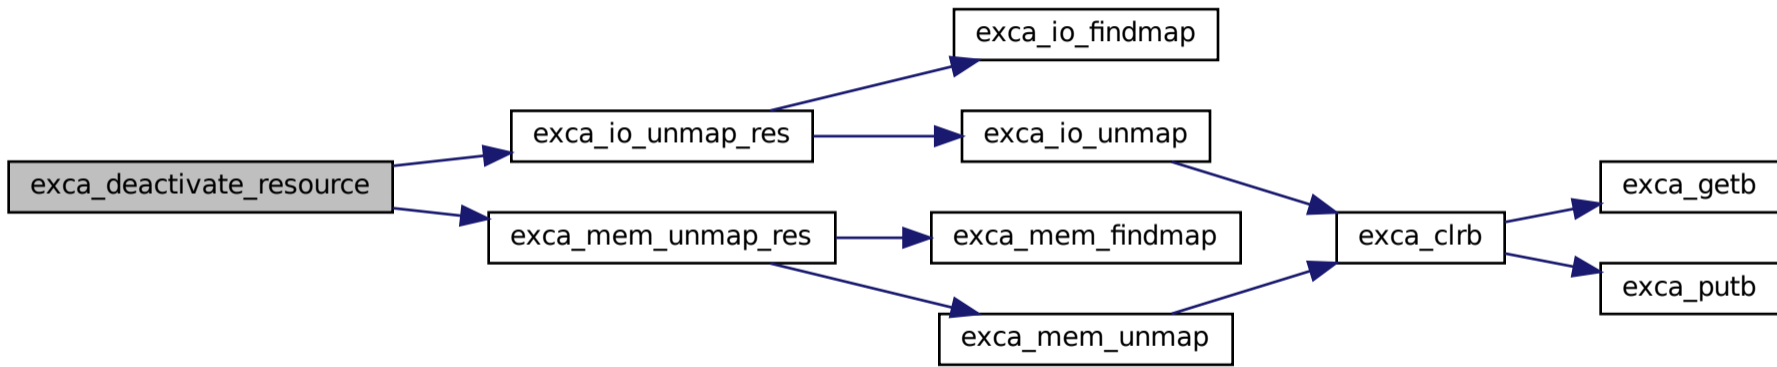 exca_deactivate_resource
exca_io_unmap_res
exca_mem_unmap_res
exca_io_findmap
exca_io_unmap
exca_mem_findmap
exca_mem_unmap
exca_clrb
exca_getb
exca_putb